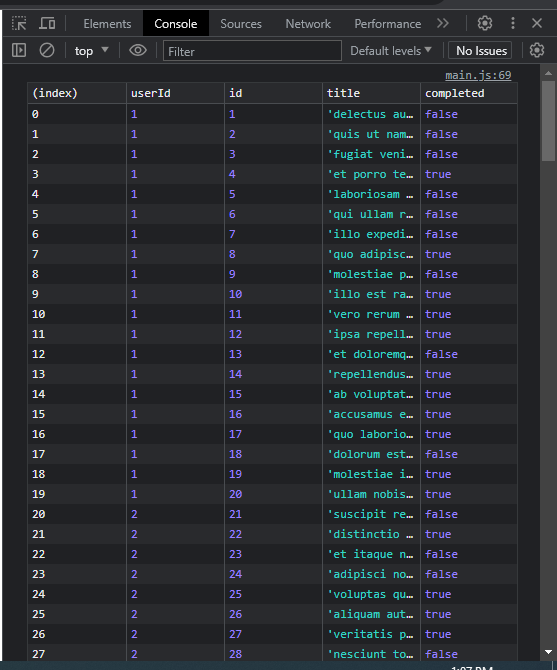 Elements Console Sources Network Performance
top Filter Default levels No Issues
main.js:69
(index) userId id title completed
0 1 1 'delectus au… false
1 1 2 'quis ut nam… false
2 1 3 'fugiat veni… false
3 1 4 'et porro te… true
4 1 5 'laboriosam … false
5 1 6 'qui ullam r… false
6 1 7 'illo expedi… false
7 1 8 'quo adipisc… true
8 1 9 'molestiae p… false
9 1 10 'illo est ra… true
10 1 11 'vero rerum … true
11 1 12 'ipsa repell… true
12 1 13 'et doloremq… false
13 1 14 'repellendus… true
14 1 15 'ab voluptat… true
15 1 16 'accusamus e… true
16 1 17 'quo laborio… true
17 1 18 'dolorum est… false
18 1 19 'molestiae i… true
19 1 20 'ullam nobis… true
20 2 21 'suscipit re… false
21 2 22 'distinctio … true
22 2 23 'et itaque n… false
23 2 24 'adipisci no… false
24 2 25 'voluptas qu… true
25 2 26 'aliquam aut… true
26 2 27 'veritatis p… true
27 2 28 'nesciunt to… false